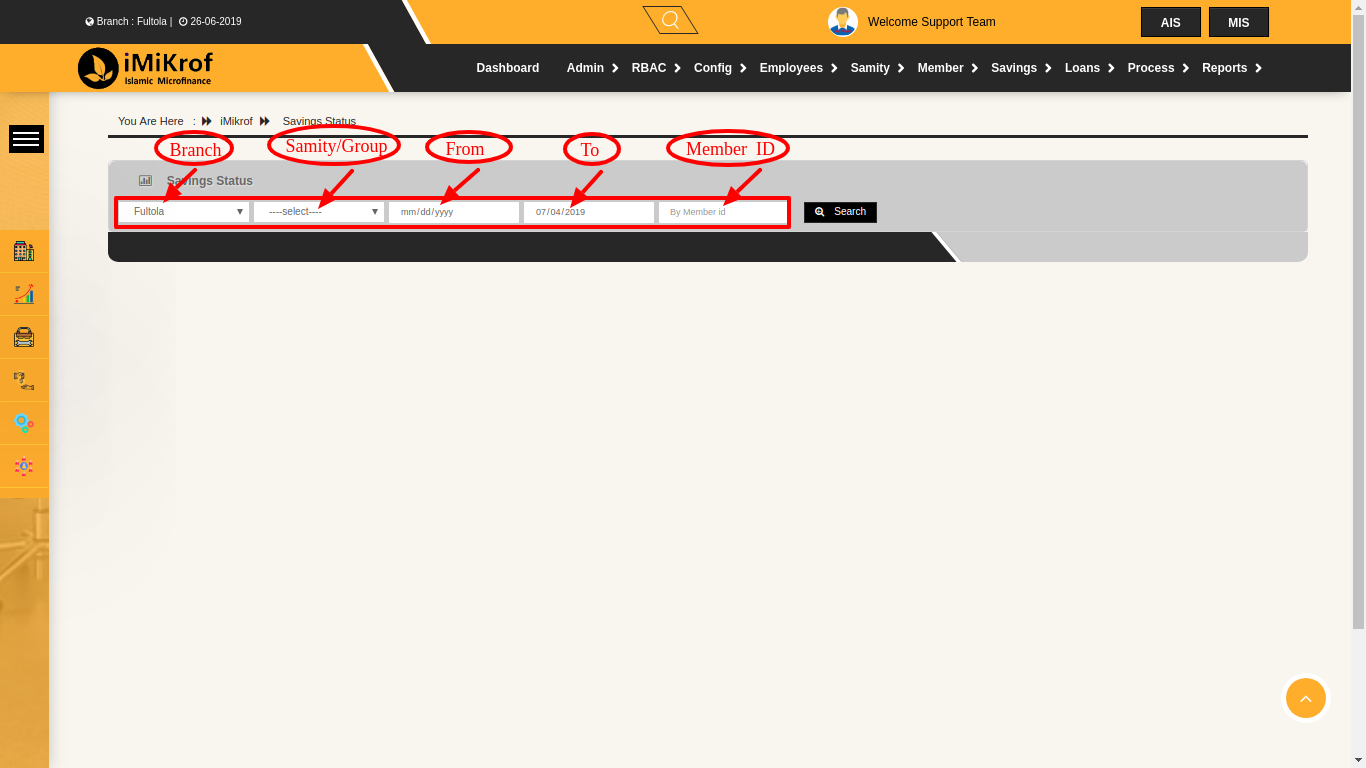 Branch : Fultola | 26-06-2019
Welcome Support Team
AIS MIS
iMiKrof
Islamic Microfinance
Dashboard Admin RBAC Config Employees Samity Member Savings Loans Process Reports
You Are Here : iMikrof Savings Status
Branch Samity/Group From To Member ID
Savings Status
Fultola ----select---- mm/dd/yyyy 07/04/2019 By Member id Search